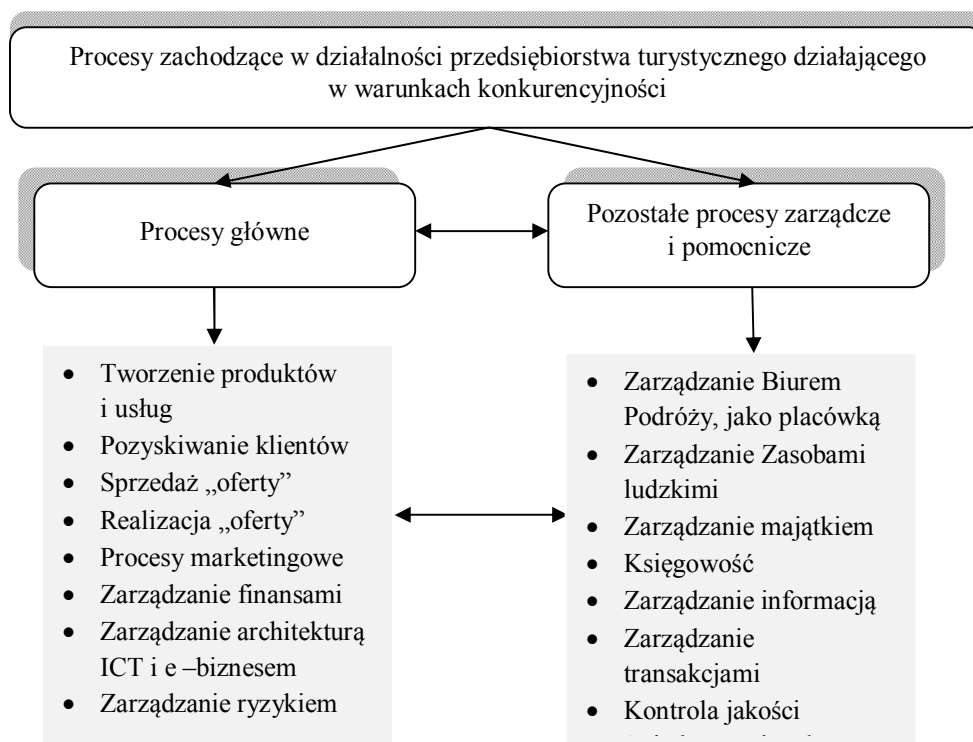 Procesy zachodzące w działalności przedsiębiorstwa turystycznego działającego
w warunkach konkurencyjności
Procesy główne
Pozostałe procesy zarządcze
i pomocnicze
• Tworzenie produktów
i usług
• Pozyskiwanie klientów
• Sprzedaż „oferty”
• Realizacja „oferty”
• Procesy marketingowe
• Zarządzanie finansami
• Zarządzanie architekturą
ICT i e –biznesem
• Zarządzanie ryzykiem
• Zarządzanie Biurem
Podróży, jako placówką
• Zarządzanie Zasobami
ludzkimi
• Zarządzanie majątkiem
• Księgowość
• Zarządzanie informacją
• Zarządzanie
transakcjami
• Kontrola jakości